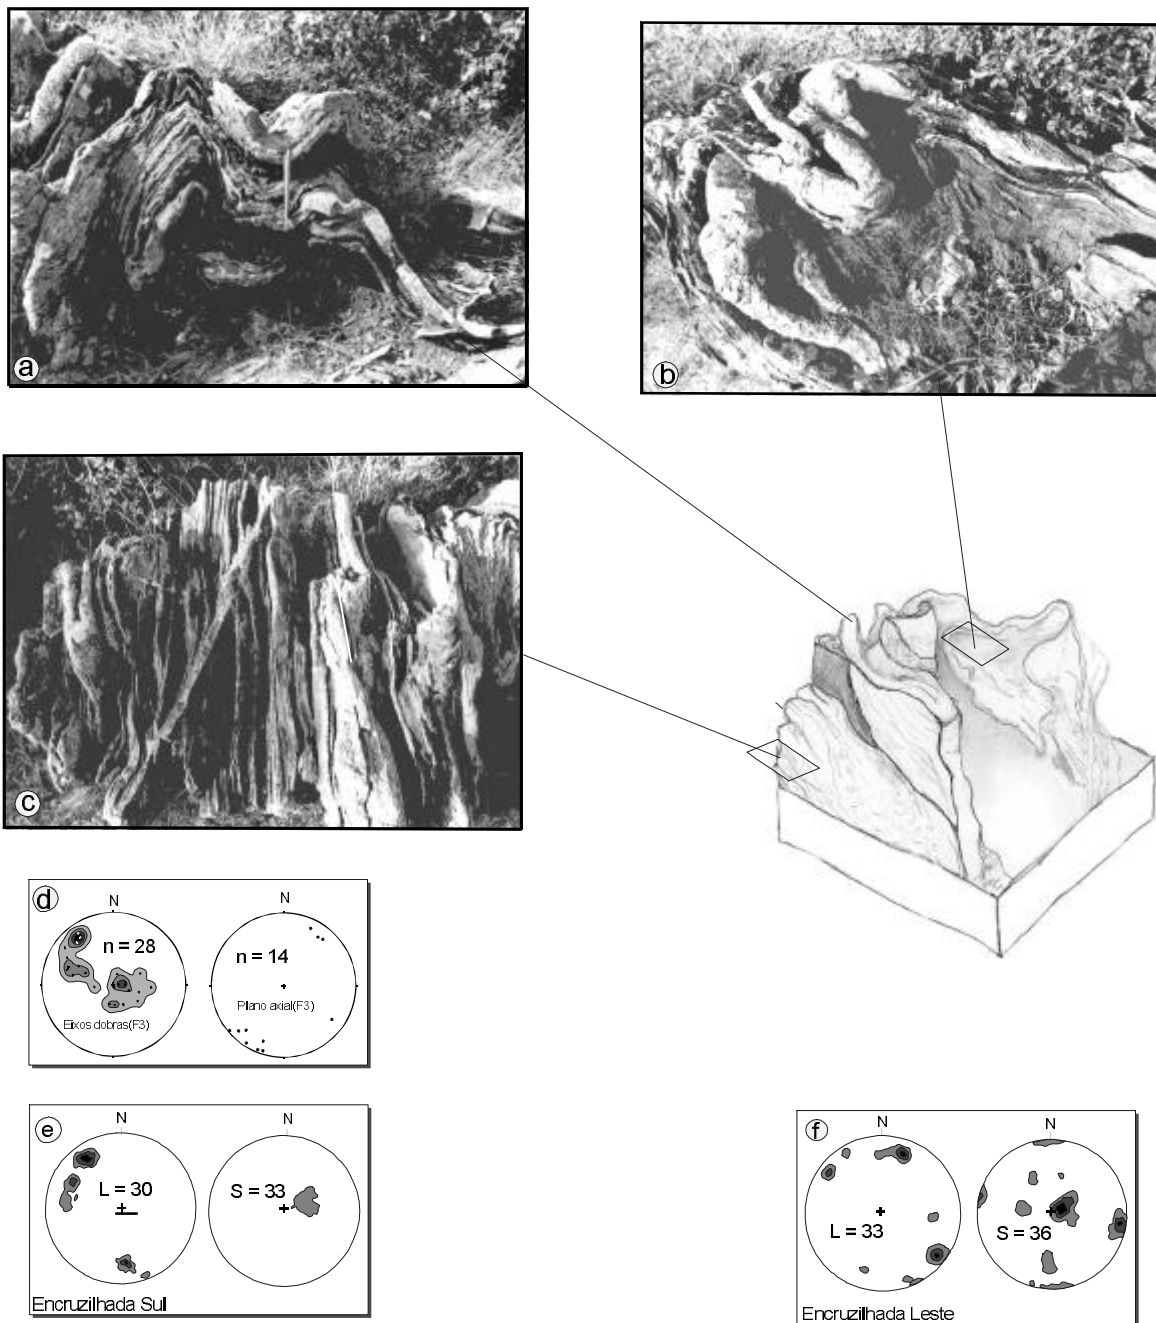 a
b
c
d
N
N
n = 28
n = 14
Eixos dobras(F3)
Plano axial(F3)
e
N
N
L = 30
S = 33
Encruzilhada Sul
f
N
N
L = 33
S = 36
Encruzilhada Leste